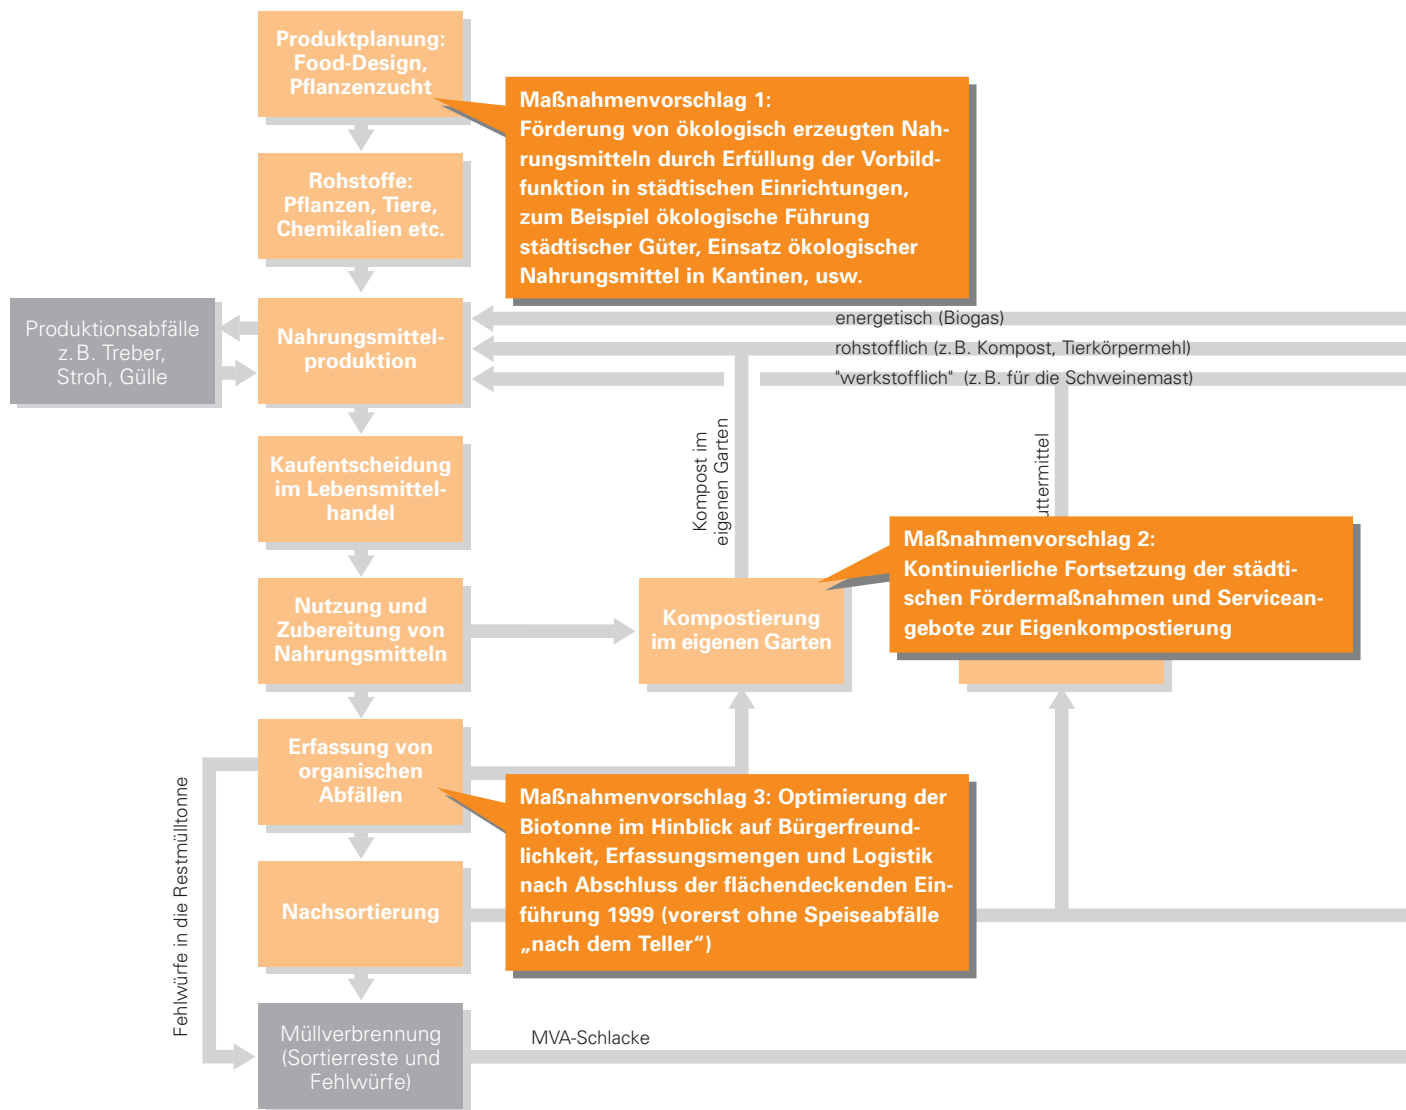 Produktplanung:
Food-Design,
Pflanzenzucht
Maßnahmenvorschlag 1:
Förderung von ökologisch erzeugten Nah-
rungsmitteln durch Erfüllung der Vorbild-
funktion in städtischen Einrichtungen,
zum Beispiel ökologische Führung
städtischer Güter, Einsatz ökologischer
Nahrungsmittel in Kantinen, usw.
Rohstoffe:
Pflanzen, Tiere,
Chemikalien etc.
Produktionsabfälle
z. B. Treber,
Stroh, Gülle
Nahrungsmittel-
produktion
energetisch (Biogas)
rohstofflich (z. B. Kompost, Tierkörpermehl)
"werkstofflich" (z. B. für die Schweinemast)
Kaufentscheidung
im Lebensmittel-
handel
Kompost im
eigenen Garten
uttermittel
Maßnahmenvorschlag 2:
Kontinuierliche Fortsetzung der städti-
schen Fördermaßnahmen und Servicean-
gebote zur Eigenkompostierung
Nutzung und
Zubereitung von
Nahrungsmitteln
Kompostierung
im eigenen Garten
Erfassung von
organischen
Abfällen
Maßnahmenvorschlag 3: Optimierung der
Biotonne im Hinblick auf Bürgerfreund-
lichkeit, Erfassungsmengen und Logistik
nach Abschluss der flächendeckenden Ein-
führung 1999 (vorerst ohne Speiseabfälle
„nach dem Teller“)
Fehlwürfe in die Restmülltonne
Nachsortierung
Müllverbrennung
(Sortierreste und
Fehlwürfe)
MVA-Schlacke